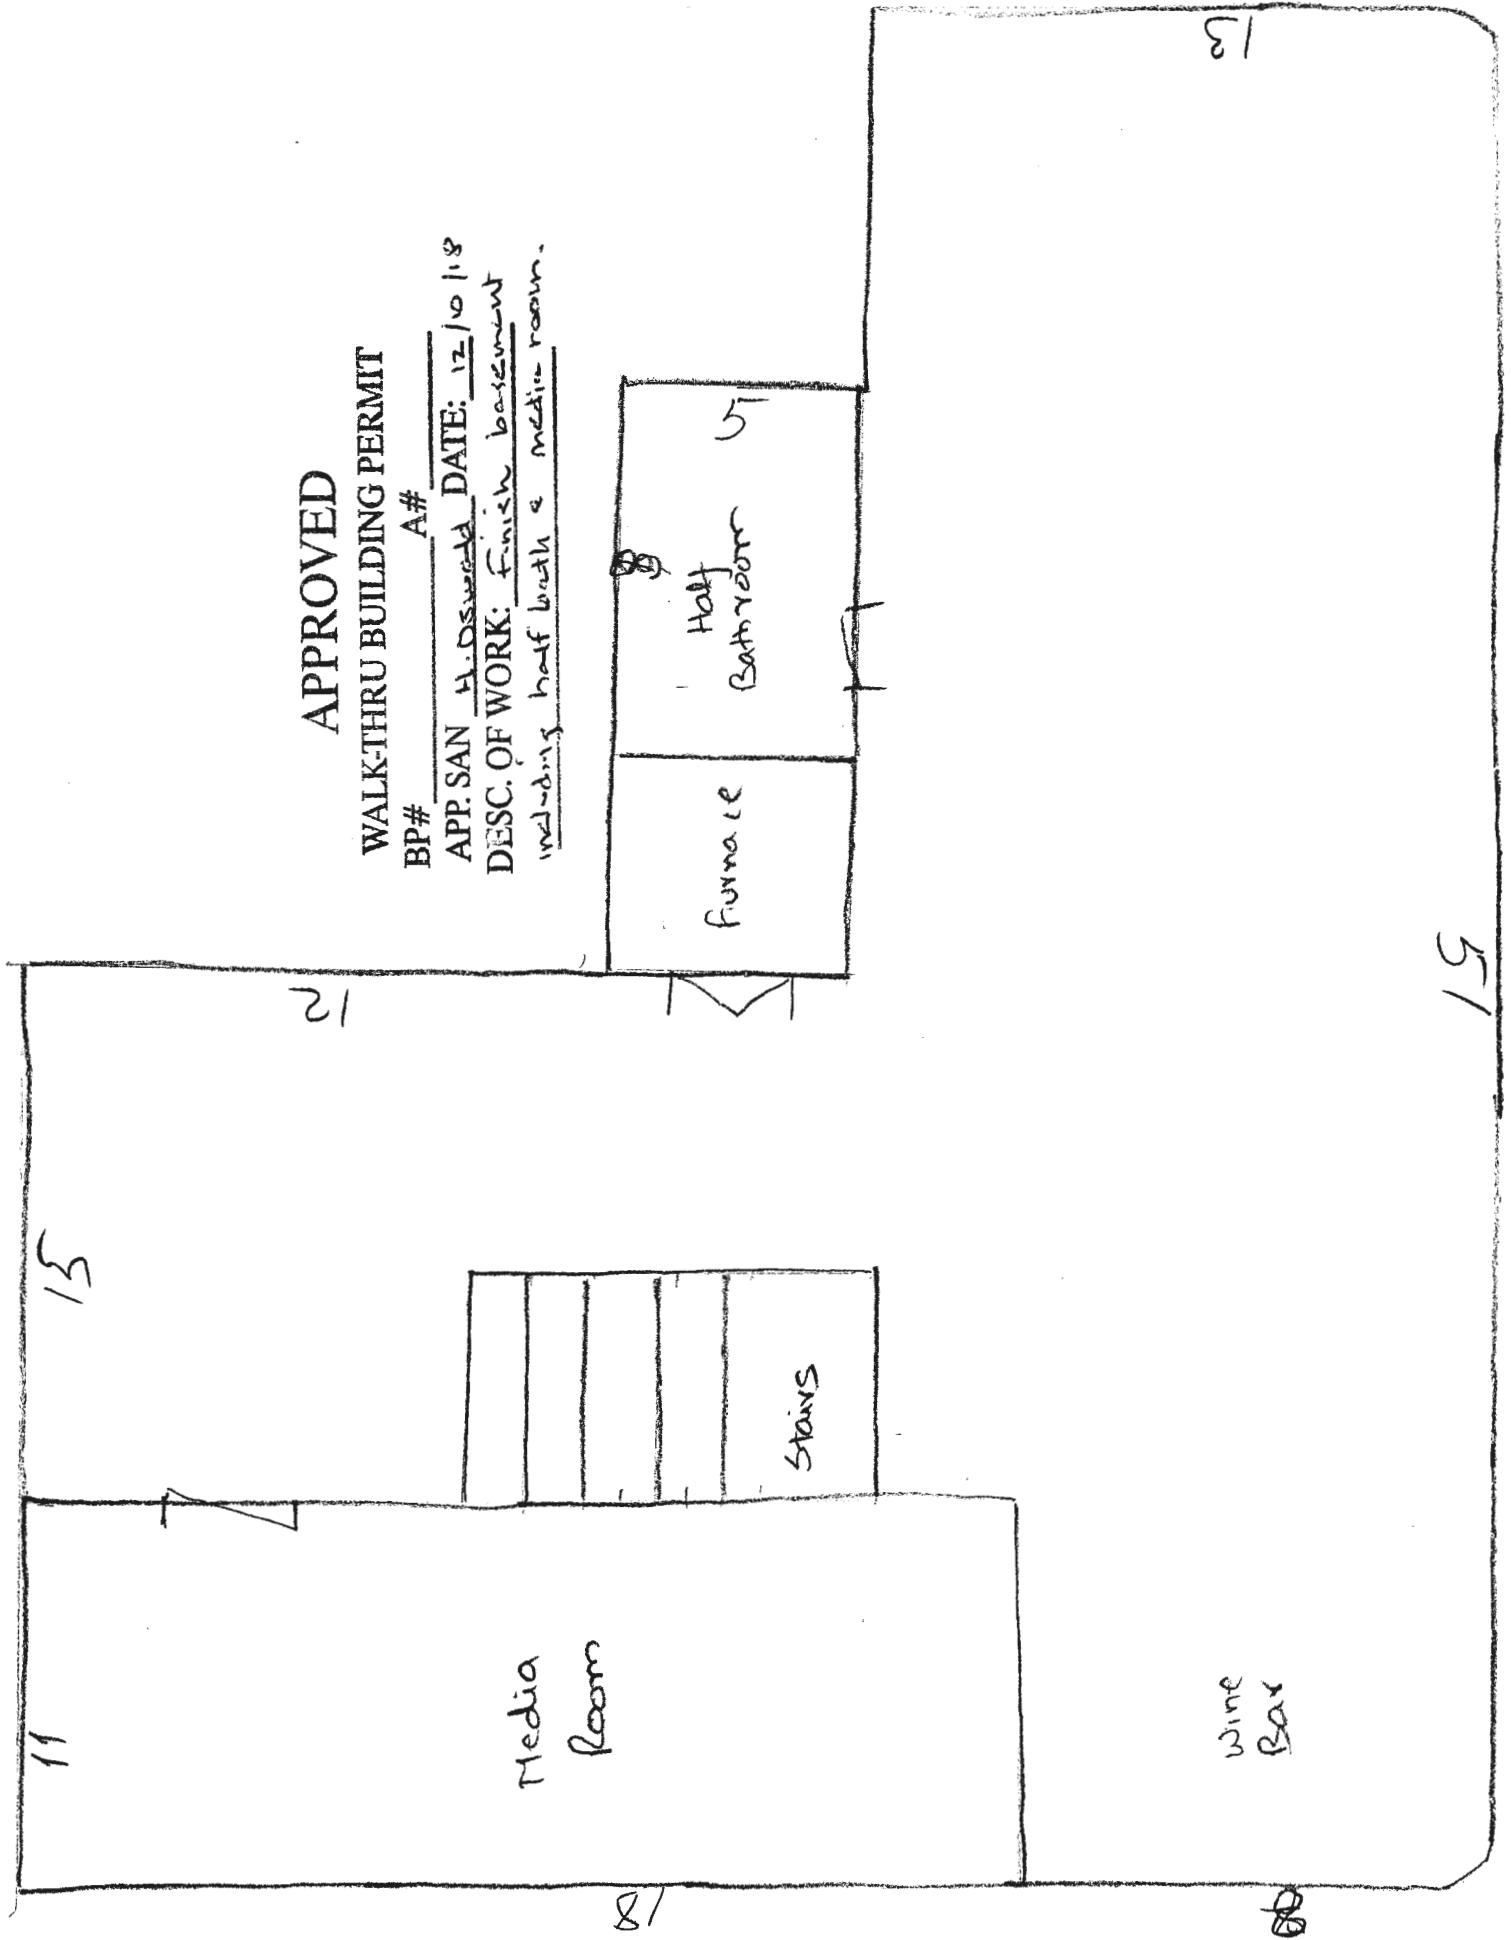 APPROVED
WALK-THRU BUILDING PERMIT
BP# A#
APP. SAN H. Oswald DATE: 12/10/18
DESC. OF WORK: Finish basement
including half bath & media room.
11
15
12
18
Media
Room
Stairs
Furnace
Half
Bathroom
5
Wine
Bar
51
13